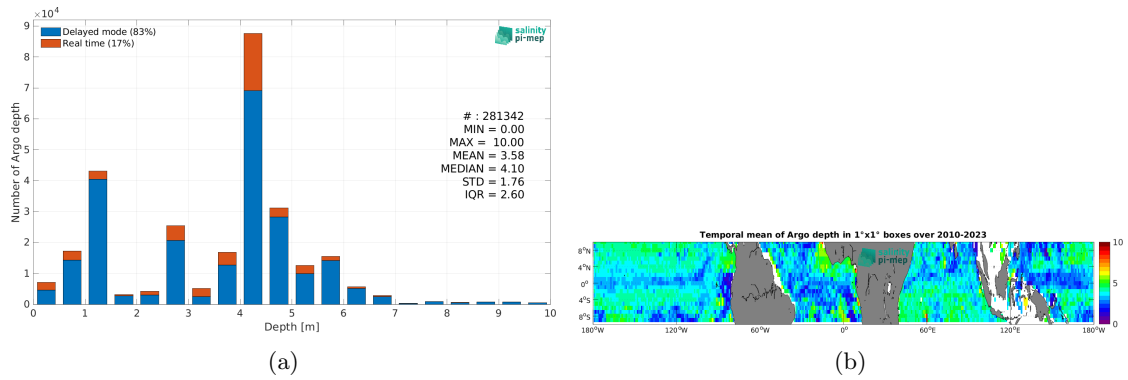 ×10⁴
9
8
7
6
5
4
3
2
1
0
Number of Argo depth
Delayed mode (83%)
Real time (17%)
salinity
pi-mep
# : 281342
MIN = 0.00
MAX = 10.00
MEAN = 3.58
MEDIAN = 4.10
STD = 1.76
IQR = 2.60
0 1 2 3 4 5 6 7 8 9 10
Depth [m]
(a)
Temporal mean of Argo depth in 1°x1° boxes over 2010-2023
salinity
pi-mep
8°N
4°N
0°
4°S
8°S
180°W 120°W 60°W 0° 60°E 120°E 180°W
10
5
0
(b)